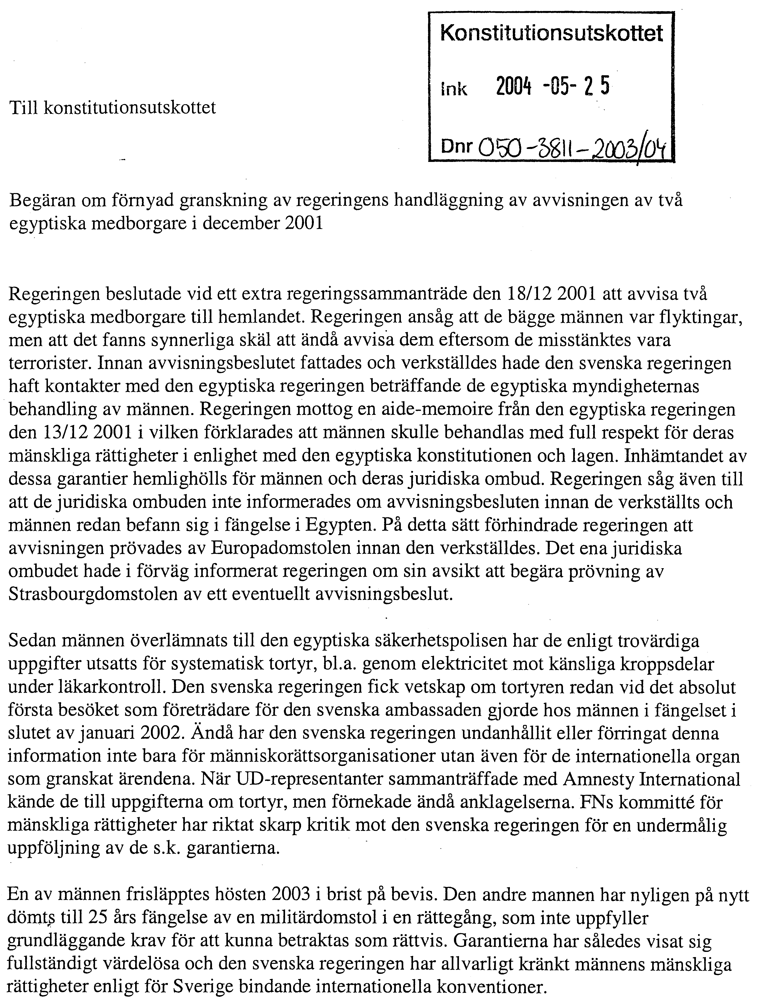 Konstitutionsutskottet
Ink 2004 -05- 2 5
Till konstitutionsutskottet
Dnr 050-3811-2003/04
Begäran om förnyad granskning av regeringens handläggning av avvisningen av två
egyptiska medborgare i december 2001
Regeringen beslutade vid ett extra regeringssammanträde den 18/12 2001 att avvisa två
egyptiska medborgare till hemlandet. Regeringen ansåg att de bägge männen var flyktingar,
men att det fanns synnerliga skäl att ändå avvisa dem eftersom de misstänktes vara
terrorister. Innan avvisningsbeslutet fattades och verkställdes hade den svenska regeringen
haft kontakter med den egyptiska regeringen beträffande de egyptiska myndigheternas
behandling av männen. Regeringen mottog en aide-memoire från den egyptiska regeringen
den 13/12 2001 i vilken förklarades att männen skulle behandlas med full respekt för deras
mänskliga rättigheter i enlighet med den egyptiska konstitutionen och lagen. Inhämtandet av
dessa garantier hemlighölls för männen och deras juridiska ombud. Regeringen såg även till
att de juridiska ombuden inte informerades om avvisningsbesluten innan de verkställts och
männen redan befann sig i fängelse i Egypten. På detta sätt förhindrade regeringen att
avvisningen prövades av Europadomstolen innan den verkställdes. Det ena juridiska
ombudet hade i förväg informerat regeringen om sin avsikt att begära prövning av
Strasbourgdomstolen av ett eventuellt avvisningsbeslut.
Sedan männen överlämnats till den egyptiska säkerhetspolisen har de enligt trovärdiga
uppgifter utsatts för systematisk tortyr, bl.a. genom elektricitet mot känsliga kroppsdelar
under läkarkontroll. Den svenska regeringen fick vetskap om tortyren redan vid det absolut
första besöket som företrädare för den svenska ambassaden gjorde hos männen i fängelset i
slutet av januari 2002. Ändå har den svenska regeringen undanhållit eller förringat denna
information inte bara för människorättsorganisationer utan även för de internationella organ
som granskat ärendena. När UD-representanter sammanträffade med Amnesty International
kände de till uppgifterna om tortyr, men förnekade ändå anklagelserna. FNs kommitté för
mänskliga rättigheter har riktat skarp kritik mot den svenska regeringen för en undermålig
uppföljning av de s.k. garantierna.
En av männen frisläpptes hösten 2003 i brist på bevis. Den andre mannen har nyligen på nytt
dömts till 25 års fängelse av en militärdomstol i en rättegång, som inte uppfyller
grundläggande krav för att kunna betraktas som rättvis. Garantierna har således visat sig
fullständigt värdelösa och den svenska regeringen har allvarligt kränkt männens mänskliga
rättigheter enligt för Sverige bindande internationella konventioner.